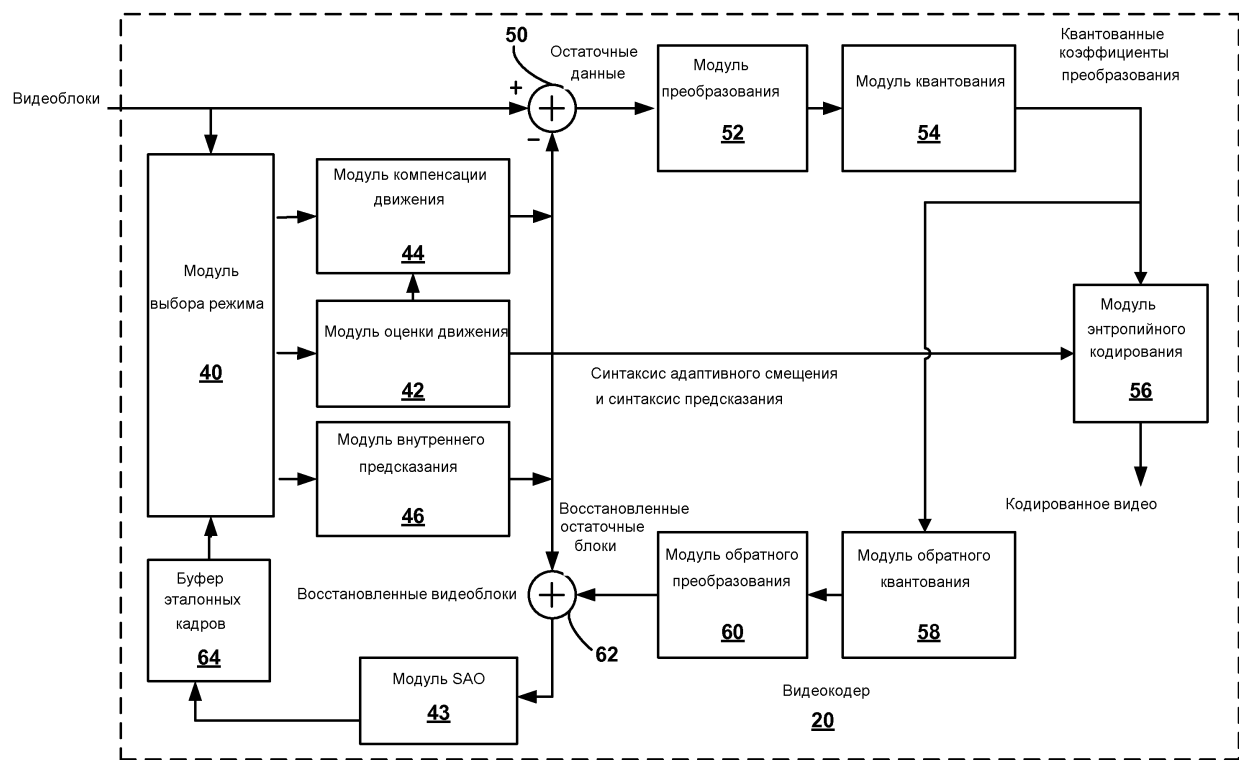 50
Остаточные
данные
Модуль
преобразования
52
Модуль квантования
54
Квантованные
коэффициенты
преобразования
Видеоблоки
+
−
Модуль компенсации
движения
44
Модуль
выбора режима
40
Модуль оценки движения
42
Синтаксис адаптивного смещения
и синтаксис предсказания
Модуль
энтропийного
кодирования
56
Модуль внутреннего
предсказания
46
Кодированное видео
Восстановленные
остаточные
блоки
Буфер
эталонных
кадров
64
Восстановленные видеоблоки
62
Модуль обратного
преобразования
60
Модуль обратного
квантования
58
Модуль SAO
43
Видеокодер
20